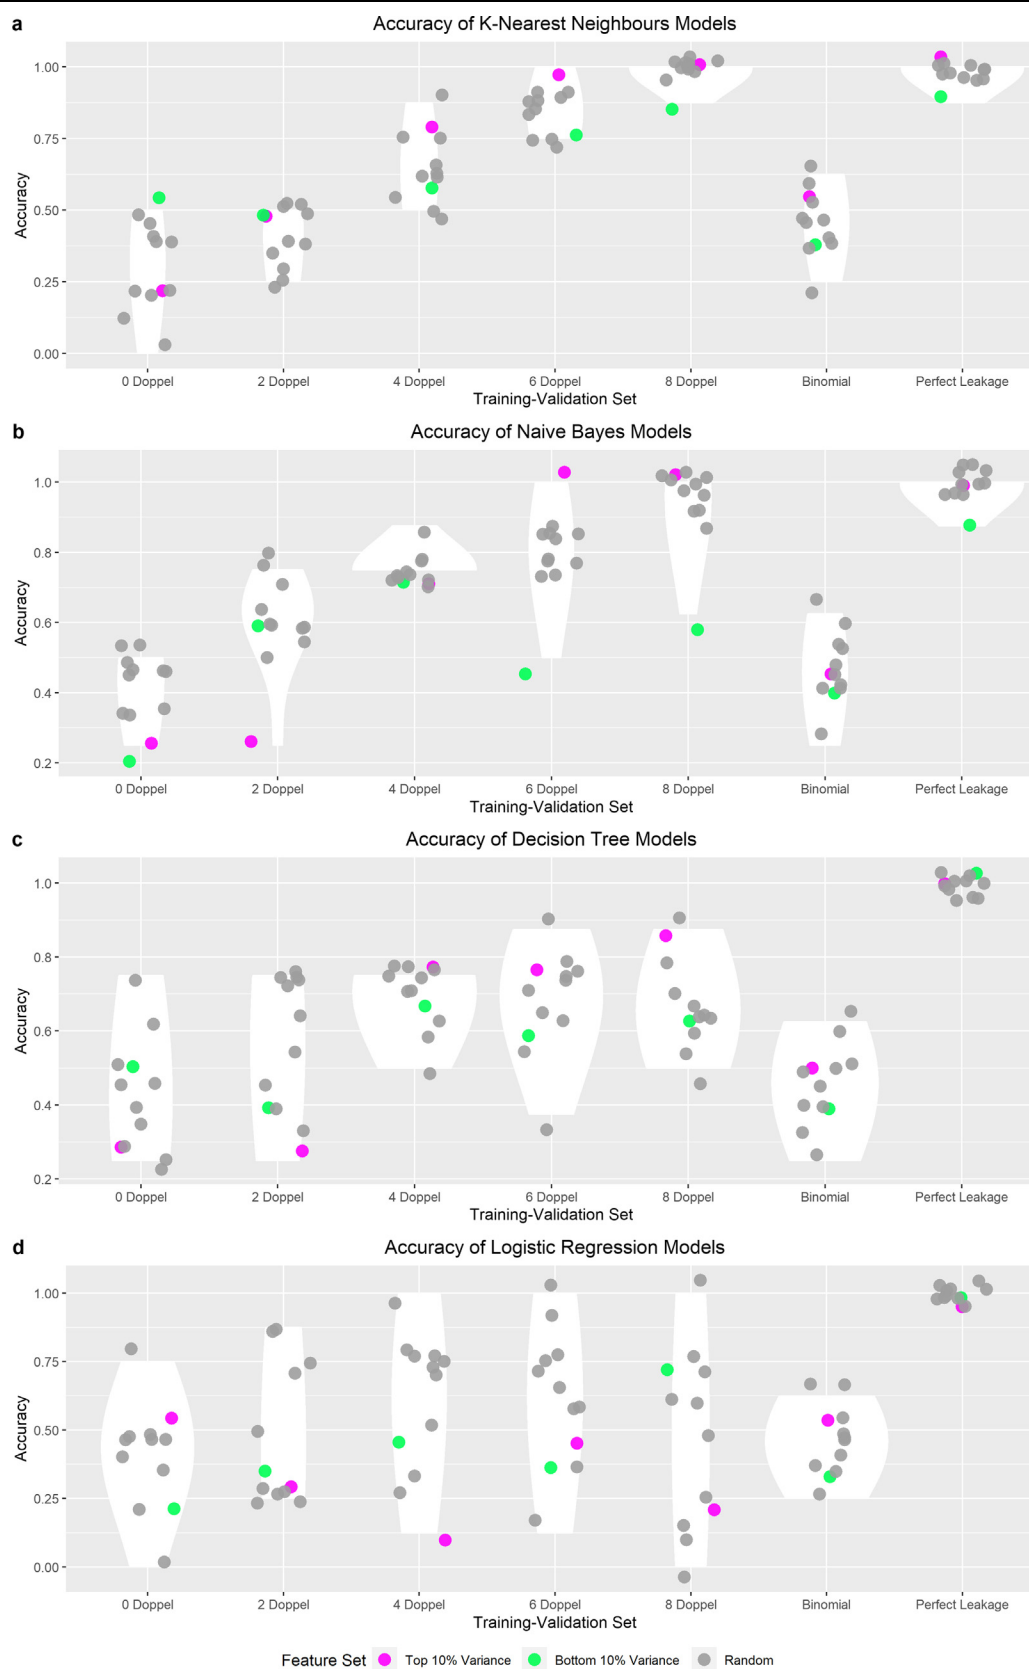 a
Accuracy of K-Nearest Neighbours Models
Accuracy
1.00
0.75
0.50
0.25
0.00
0 Doppel 2 Doppel 4 Doppel 6 Doppel 8 Doppel Binomial Perfect Leakage
Training-Validation Set
b
Accuracy of Naive Bayes Models
Accuracy
1.0
0.8
0.6
0.4
0.2
0 Doppel 2 Doppel 4 Doppel 6 Doppel 8 Doppel Binomial Perfect Leakage
Training-Validation Set
c
Accuracy of Decision Tree Models
Accuracy
1.0
0.8
0.6
0.4
0.2
0 Doppel 2 Doppel 4 Doppel 6 Doppel 8 Doppel Binomial Perfect Leakage
Training-Validation Set
d
Accuracy of Logistic Regression Models
Accuracy
1.00
0.75
0.50
0.25
0.00
0 Doppel 2 Doppel 4 Doppel 6 Doppel 8 Doppel Binomial Perfect Leakage
Training-Validation Set
Feature Set Top 10% Variance Bottom 10% Variance Random